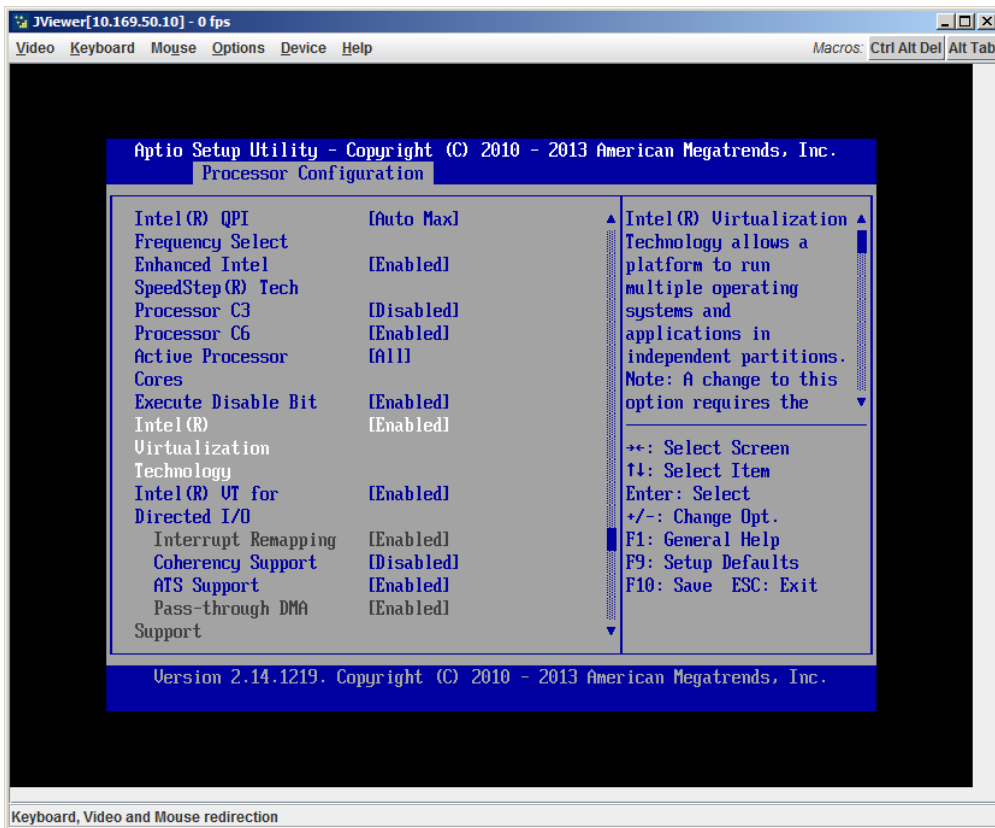 JViewer[10.169.50.10] - 0 fps
Video Keyboard Mouse Options Device Help Macros: Ctrl Alt Del Alt Tab
Aptio Setup Utility - Copyright (C) 2010 - 2013 American Megatrends, Inc.
Processor Configuration
Intel(R) QPI [Auto Max]
Frequency Select
Enhanced Intel [Enabled]
SpeedStep(R) Tech
Processor C3 [Disabled]
Processor C6 [Enabled]
Active Processor [All]
Cores
Execute Disable Bit [Enabled]
Intel(R) [Enabled]
Virtualization
Technology
Intel(R) VT for [Enabled]
Directed I/O
Interrupt Remapping [Enabled]
Coherency Support [Disabled]
ATS Support [Enabled]
Pass-through DMA [Enabled]
Support
Intel(R) Virtualization
Technology allows a
platform to run
multiple operating
systems and
applications in
independent partitions.
Note: A change to this
option requires the
→←: Select Screen
↑↓: Select Item
Enter: Select
+/-: Change Opt.
F1: General Help
F9: Setup Defaults
F10: Save ESC: Exit
Version 2.14.1219. Copyright (C) 2010 - 2013 American Megatrends, Inc.
Keyboard, Video and Mouse redirection